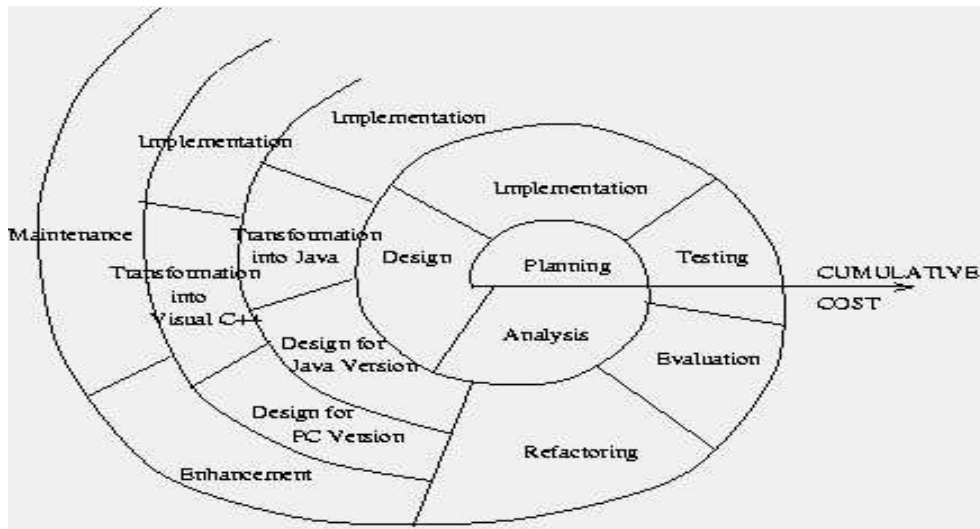 Implementation
Implementation
Implementation
Maintenance
Transformation
into Java
Design
Planning
Testing
CUMULATIVE
COST
Transformation
into
Visual C++
Analysis
Design for
Java Version
Evaluation
Design for
PC Version
Refactoring
Enhancement